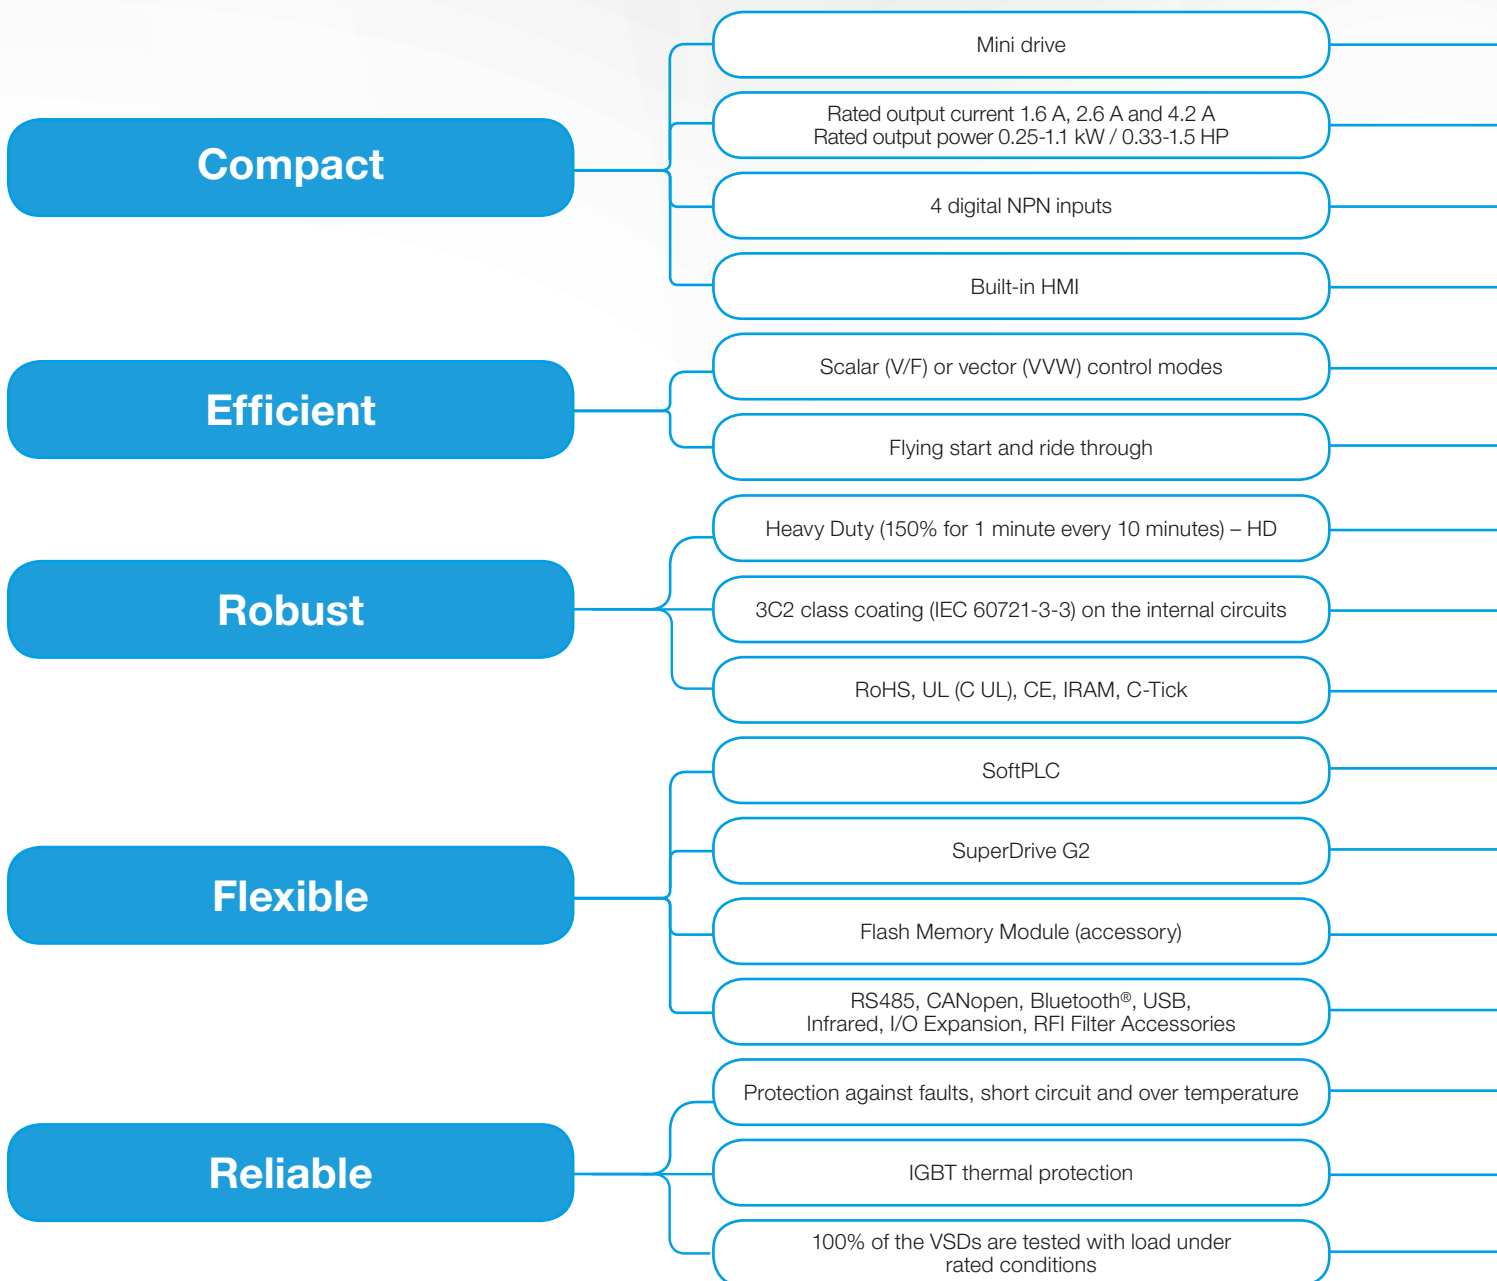 Compact
Mini drive
Rated output current 1.6 A, 2.6 A and 4.2 A
Rated output power 0.25-1.1 kW / 0.33-1.5 HP
4 digital NPN inputs
Built-in HMI
Efficient
Scalar (V/F) or vector (VVW) control modes
Flying start and ride through
Robust
Heavy Duty (150% for 1 minute every 10 minutes) – HD
3C2 class coating (IEC 60721-3-3) on the internal circuits
RoHS, UL (C UL), CE, IRAM, C-Tick
Flexible
SoftPLC
SuperDrive G2
Flash Memory Module (accessory)
RS485, CANopen, Bluetooth®, USB,
Infrared, I/O Expansion, RFI Filter Accessories
Reliable
Protection against faults, short circuit and over temperature
IGBT thermal protection
100% of the VSDs are tested with load under
rated conditions